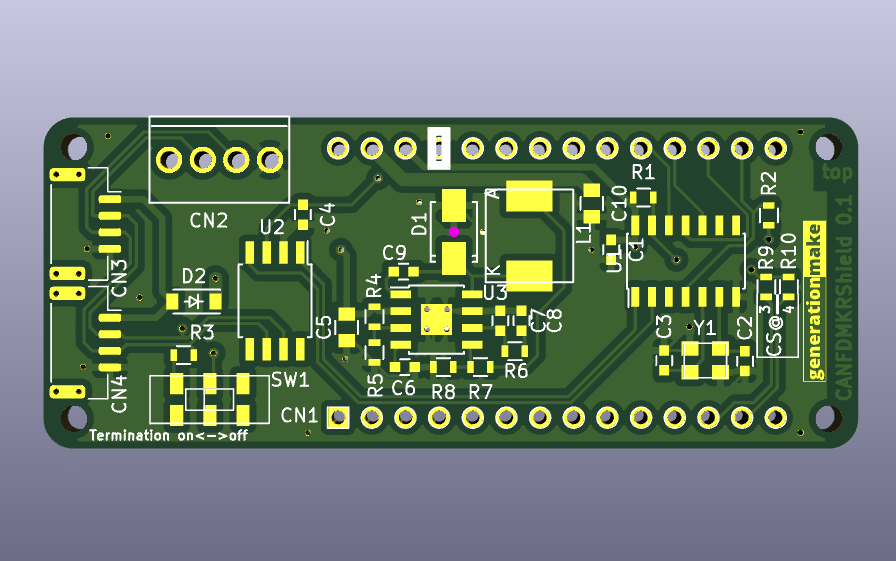 R1
R2
top
A
C10
CN2
U2
C4
D1
L1
U1
C1
C9
K
R9
R10
CN3
D2
R4
U3
CANFDMKRShield 0.1
generationmake
C5
C7
C8
3
4
R3
C3
Y1
C2
CS@
SW1
R5
C6
R8
R7
R6
CN4
CN1
Termination on<->off